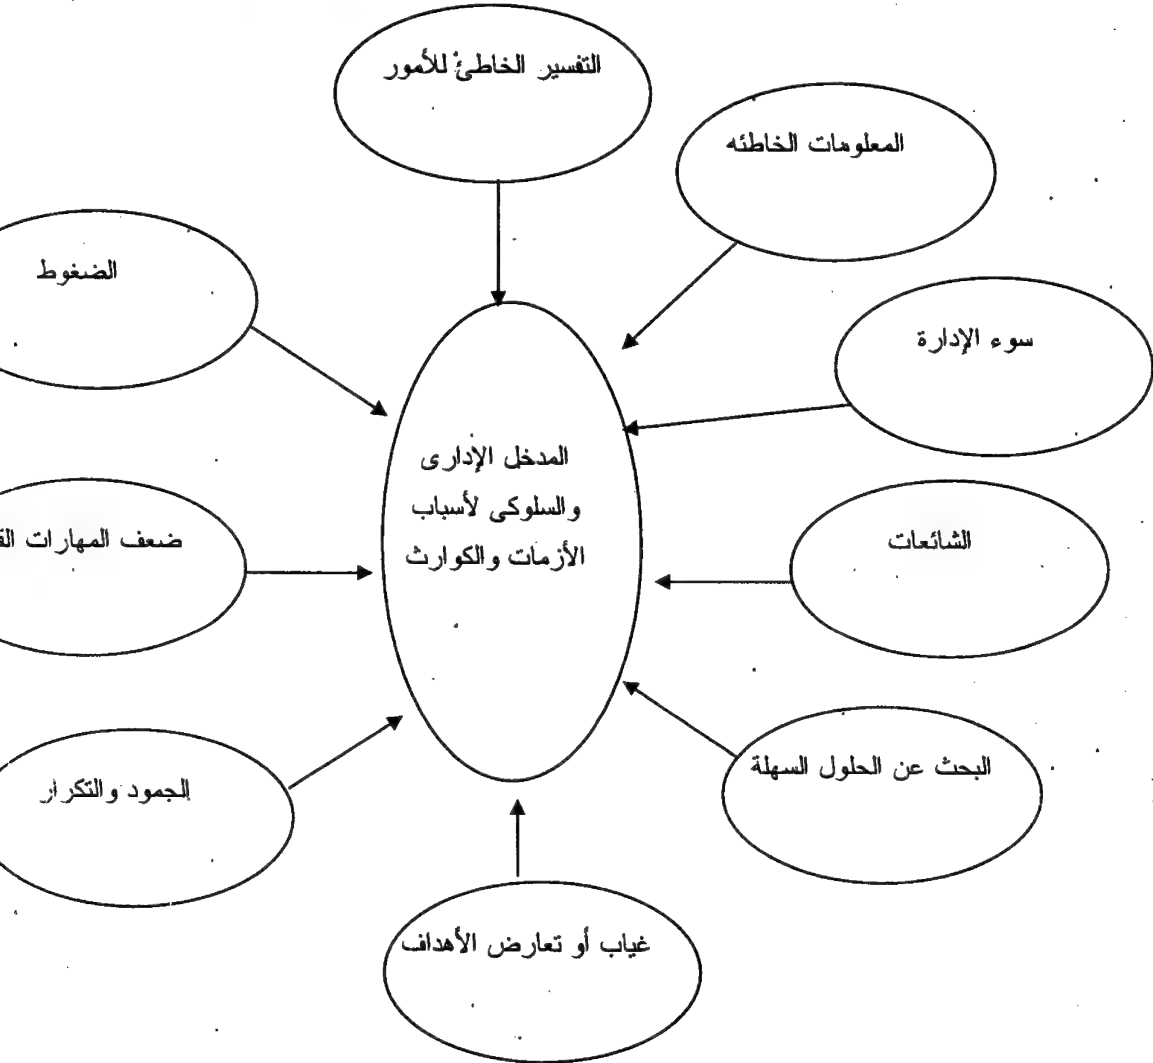 التفسير الخاطئ للأمور
المعلومات الخاطئه
سوء الإدارة
الشائعات
البحث عن الحلول السهلة
غياب أو تعارض الأهداف
الجمود والتكرار
ضعف المهارات
الضغوط
المدخل الإدارى
والسلوكى لأسباب
الأزمات والكوارث